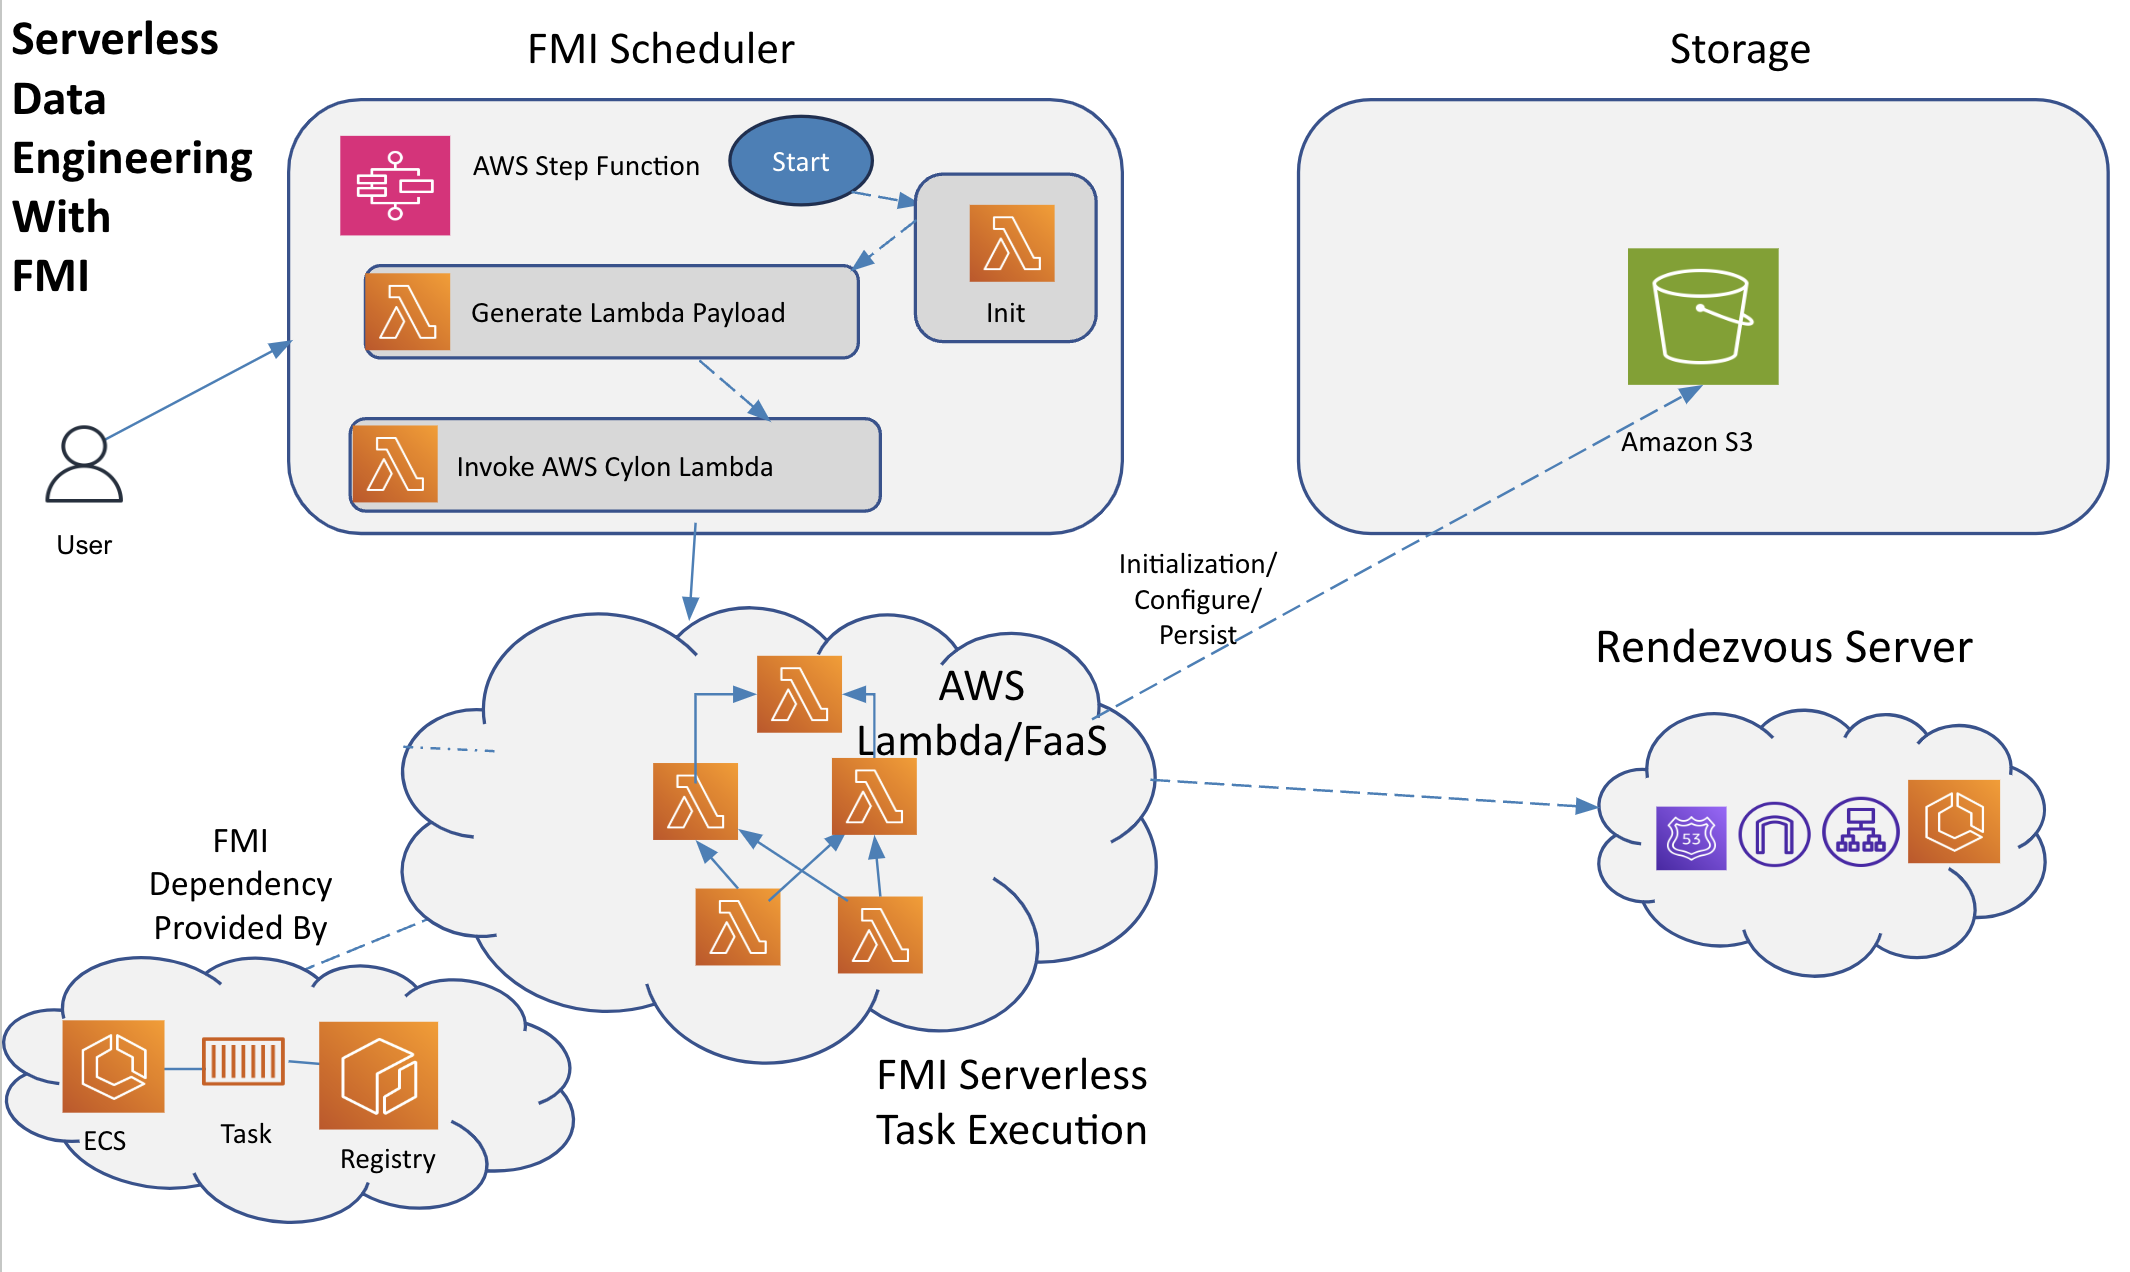 Serverless
Data
Engineering
With
FMI
FMI Scheduler
Storage
AWS Step Function
Start
Init
Generate Lambda Payload
Invoke AWS Cylon Lambda
User
Amazon S3
Initialization/
Configure/
Persist
Rendezvous Server
AWS
Lambda/FaaS
53
FMI
Dependency
Provided By
ECS
Task
Registry
FMI Serverless
Task Execution